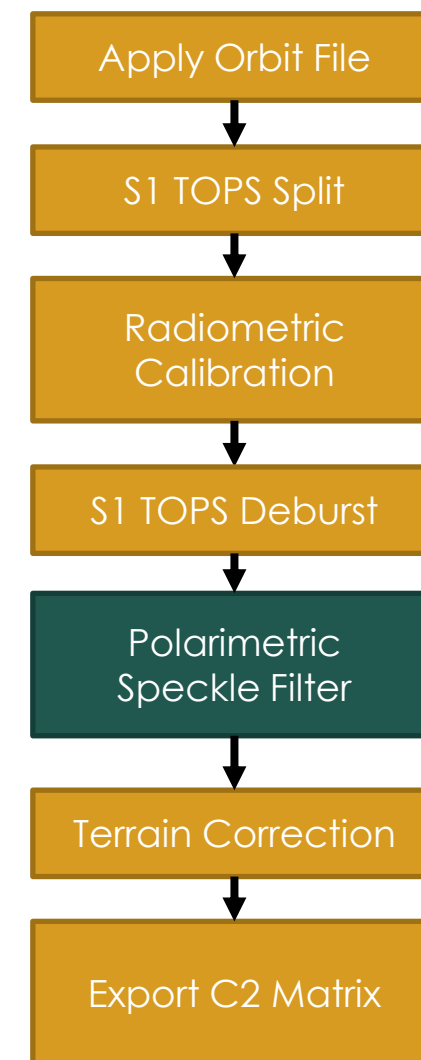 Apply Orbit File
S1 TOPS Split
Radiometric
Calibration
S1 TOPS Deburst
Polarimetric
Speckle Filter
Terrain Correction
Export C2 Matrix